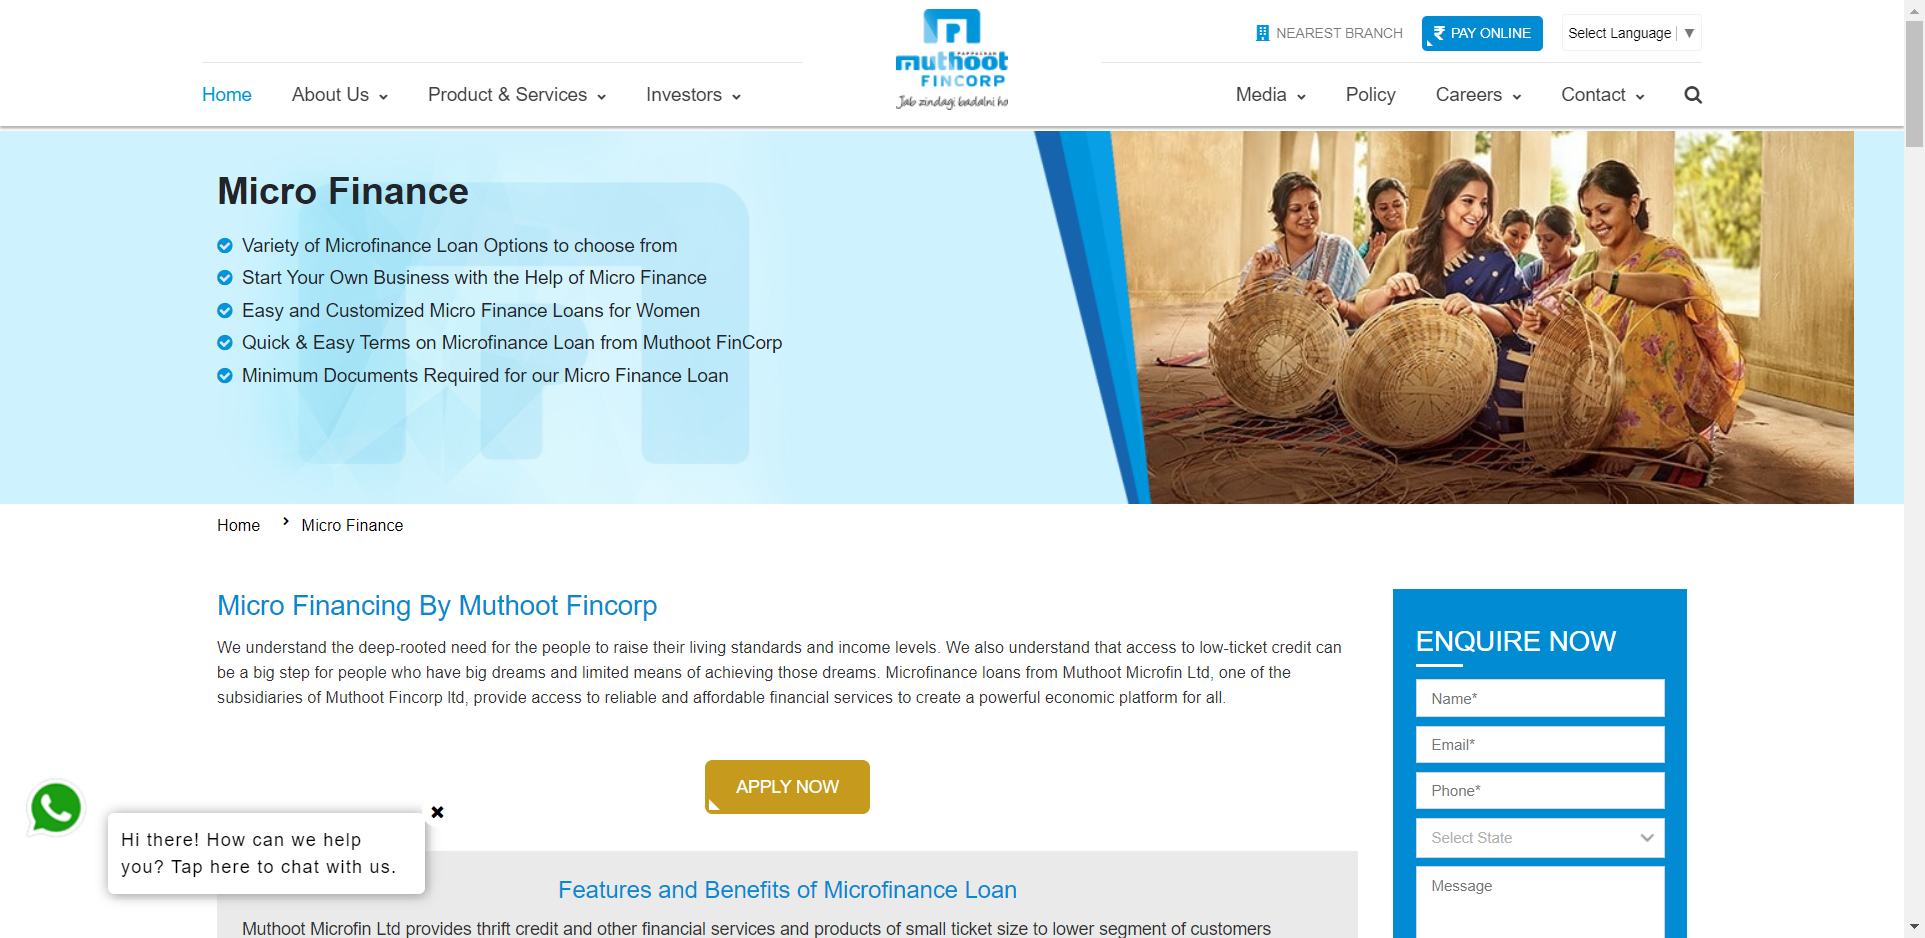 NEAREST BRANCH
PAY ONLINE
Select Language ▼
PAPPACHAN
muthoot
FINCORP
Jab zindagi badalni ho
Home
About Us
Product & Services
Investors
Media
Policy
Careers
Contact
Micro Finance
Variety of Microfinance Loan Options to choose from
Start Your Own Business with the Help of Micro Finance
Easy and Customized Micro Finance Loans for Women
Quick & Easy Terms on Microfinance Loan from Muthoot FinCorp
Minimum Documents Required for our Micro Finance Loan
Home
Micro Finance
Micro Financing By Muthoot Fincorp
We understand the deep-rooted need for the people to raise their living standards and income levels. We also understand that access to low-ticket credit can
be a big step for people who have big dreams and limited means of achieving those dreams. Microfinance loans from Muthoot Microfin Ltd, one of the
subsidiaries of Muthoot Fincorp ltd, provide access to reliable and affordable financial services to create a powerful economic platform for all.
APPLY NOW
ENQUIRE NOW
Name*
Email*
Phone*
Select State
Message
Hi there! How can we help
you? Tap here to chat with us.
Features and Benefits of Microfinance Loan
Muthoot Microfin Ltd provides thrift credit and other financial services and products of small ticket size to lower segment of customers